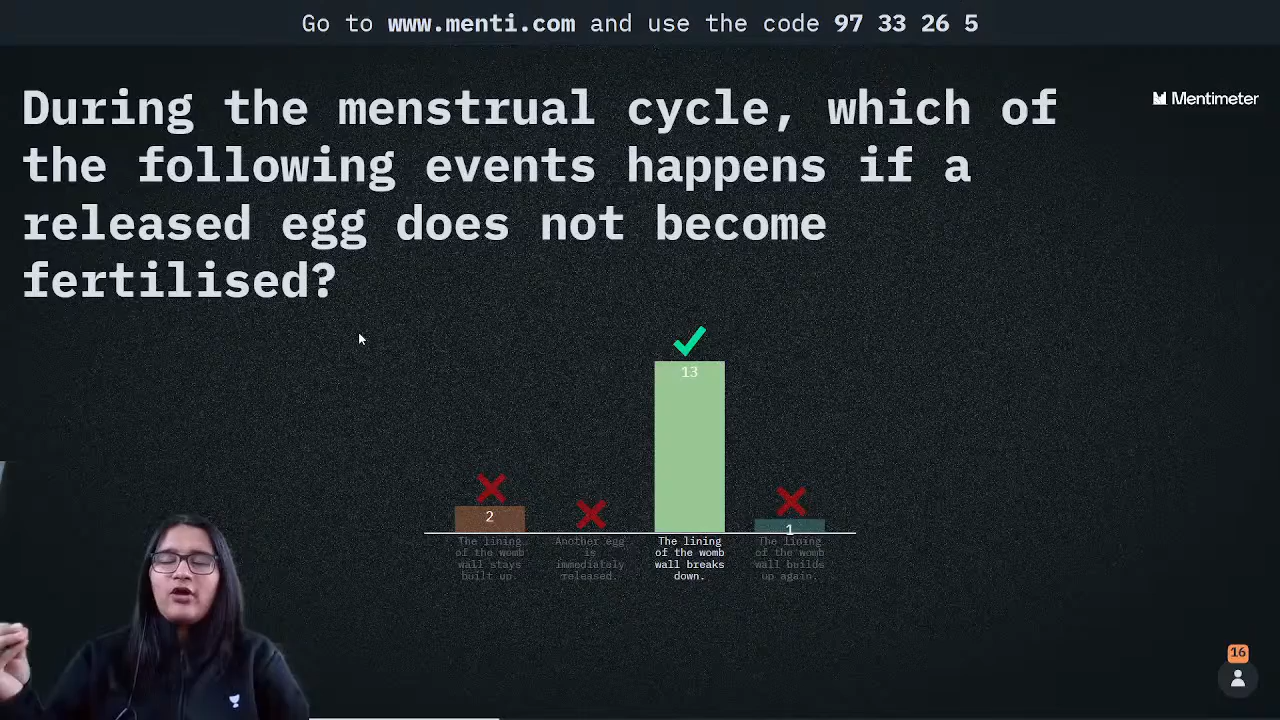 Go to www.menti.com and use the code 97 33 26 5
During the menstrual cycle, which of
the following events happens if a
released egg does not become
fertilised?
Mentimeter
13
2
1
The lining
of the womb
wall stays
built up.
Another egg
is
immediately
released.
The lining
of the womb
wall breaks
down.
The lining
of the womb
wall builds
up again.
16